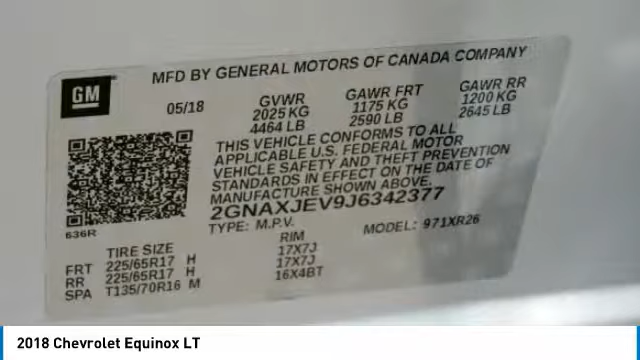 GM
MFD BY GENERAL MOTORS OF CANADA COMPANY
05/18 GVWR GAWR FRT GAWR RR
2025 KG 1175 KG 1200 KG
4464 LB 2590 LB 2645 LB
THIS VEHICLE CONFORMS TO ALL
APPLICABLE U.S. FEDERAL MOTOR
VEHICLE SAFETY AND THEFT PREVENTION
STANDARDS IN EFFECT ON THE DATE OF
MANUFACTURE SHOWN ABOVE.
2GNAXJEV9J6342377
636R TYPE: M.P.V. MODEL: 971XR26
TIRE SIZE RIM
FRT 225/65R17 H 17X7J
RR 225/65R17 H 17X7J
SPA T135/70R16 M 16X4BT
2018 Chevrolet Equinox LT